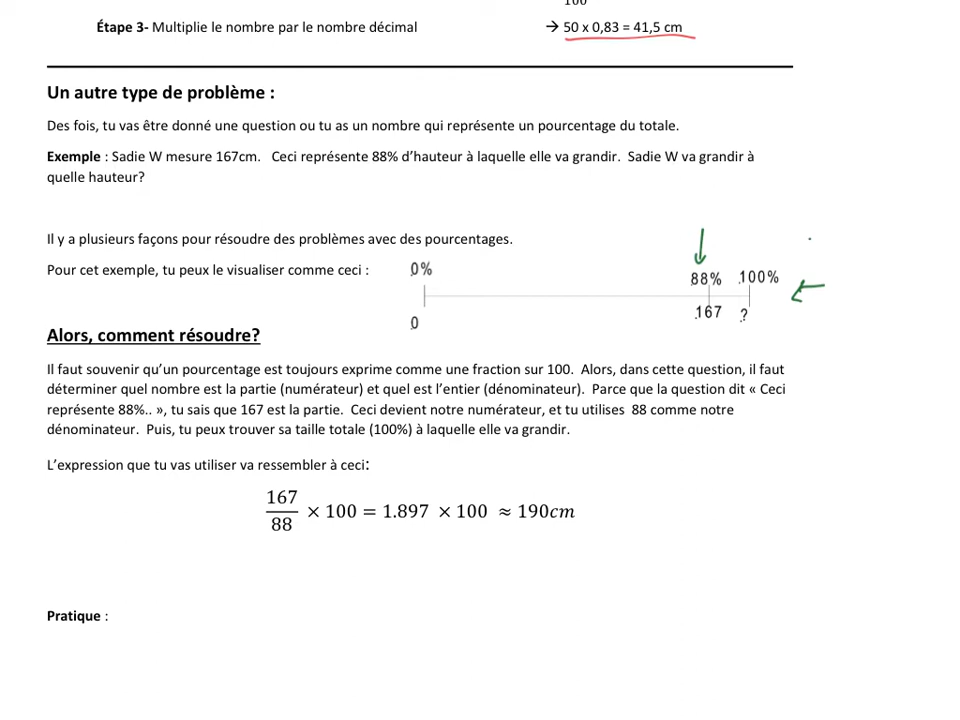 100
Étape 3- Multiplie le nombre par le nombre décimal → 50 x 0,83 = 41,5 cm
Un autre type de problème :
Des fois, tu vas être donné une question ou tu as un nombre qui représente un pourcentage du totale.
Exemple : Sadie W mesure 167cm. Ceci représente 88% d'hauteur à laquelle elle va grandir. Sadie W va grandir à
quelle hauteur?
Il y a plusieurs façons pour résoudre des problèmes avec des pourcentages.
Pour cet exemple, tu peux le visualiser comme ceci :
0% 88% 100%
0 167 ?
Alors, comment résoudre?
Il faut souvenir qu'un pourcentage est toujours exprime comme une fraction sur 100. Alors, dans cette question, il faut
déterminer quel nombre est la partie (numérateur) et quel est l'entier (dénominateur). Parce que la question dit « Ceci
représente 88%.. », tu sais que 167 est la partie. Ceci devient notre numérateur, et tu utilises 88 comme notre
dénominateur. Puis, tu peux trouver sa taille totale (100%) à laquelle elle va grandir.
L'expression que tu vas utiliser va ressembler à ceci:
167/88 × 100 = 1.897 × 100 ≈ 190cm
Pratique :